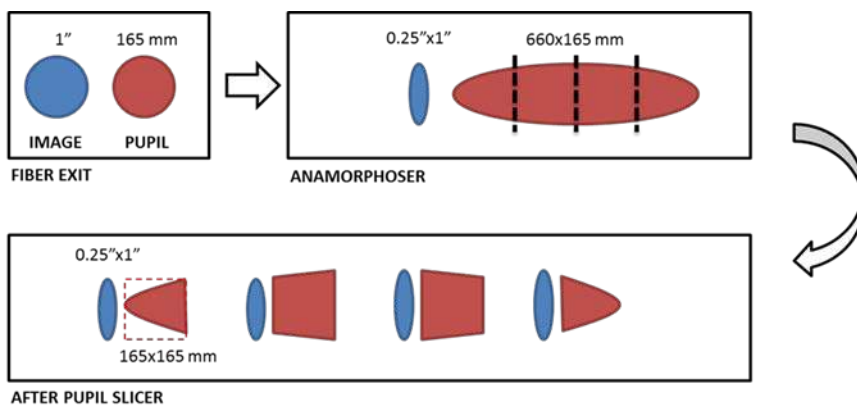 1” 165 mm
IMAGE PUPIL
FIBER EXIT
0.25”x1” 660x165 mm
ANAMORPHOSER
0.25”x1”
165x165 mm
AFTER PUPIL SLICER